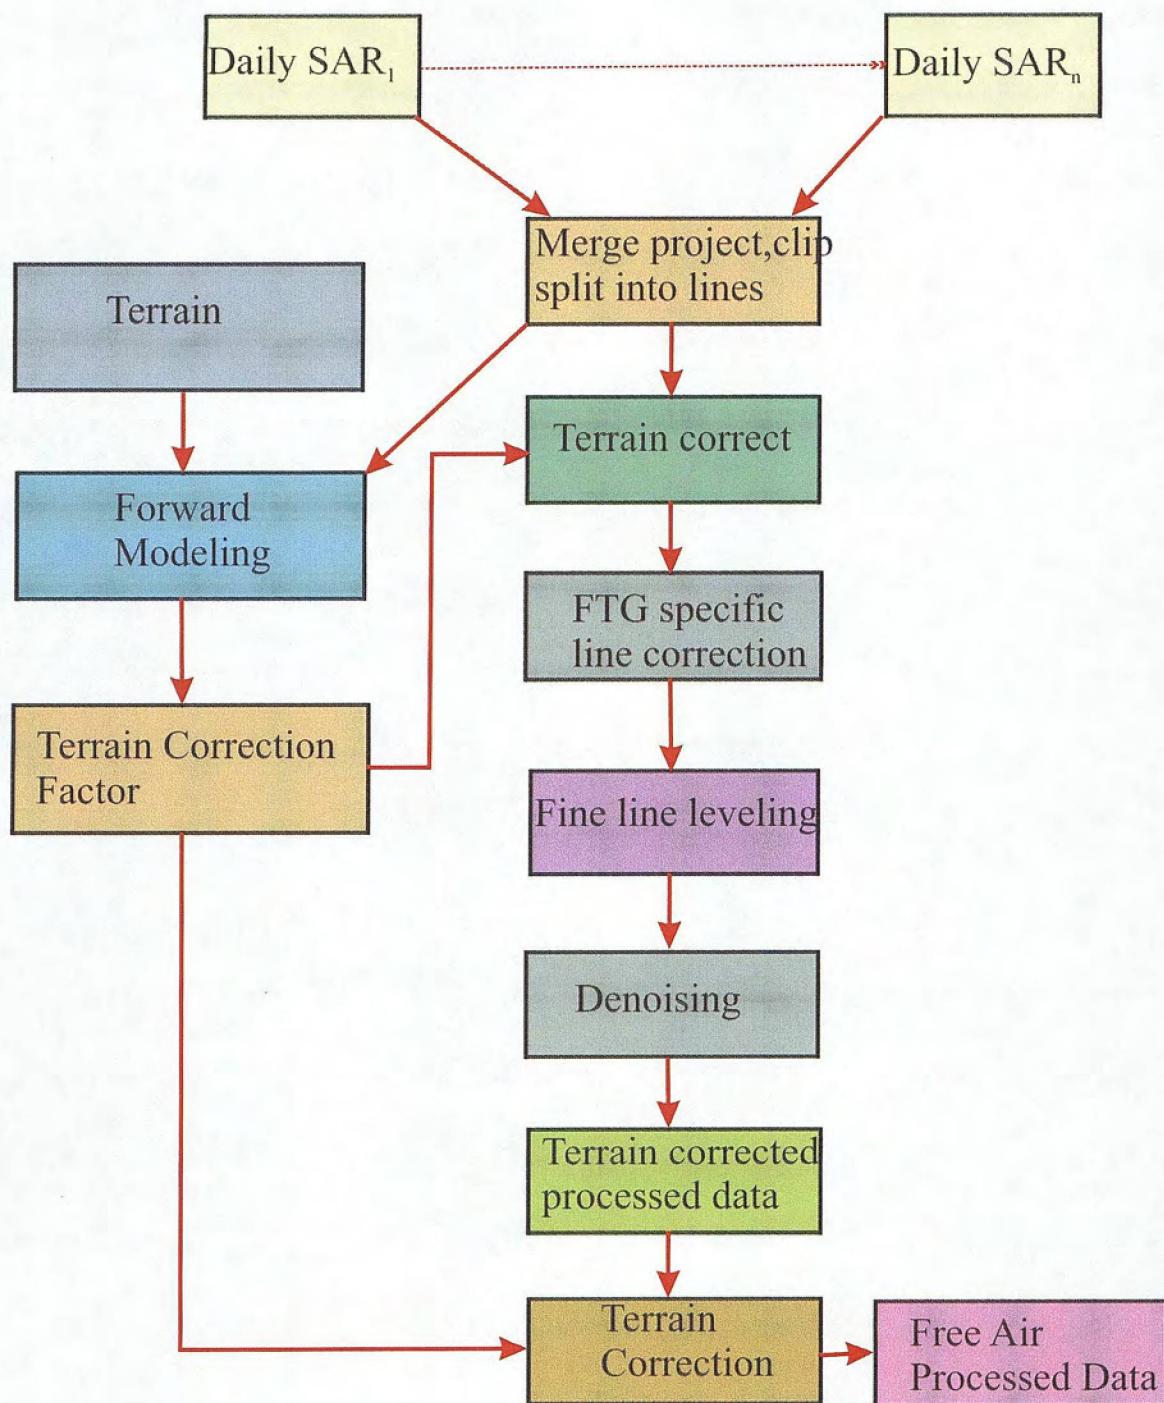 Daily SAR1
Daily SARn
Merge project,clip
split into lines
Terrain
Terrain correct
Forward
Modeling
FTG specific
line correction
Terrain Correction
Factor
Fine line leveling
Denoising
Terrain corrected
processed data
Terrain
Correction
Free Air
Processed Data